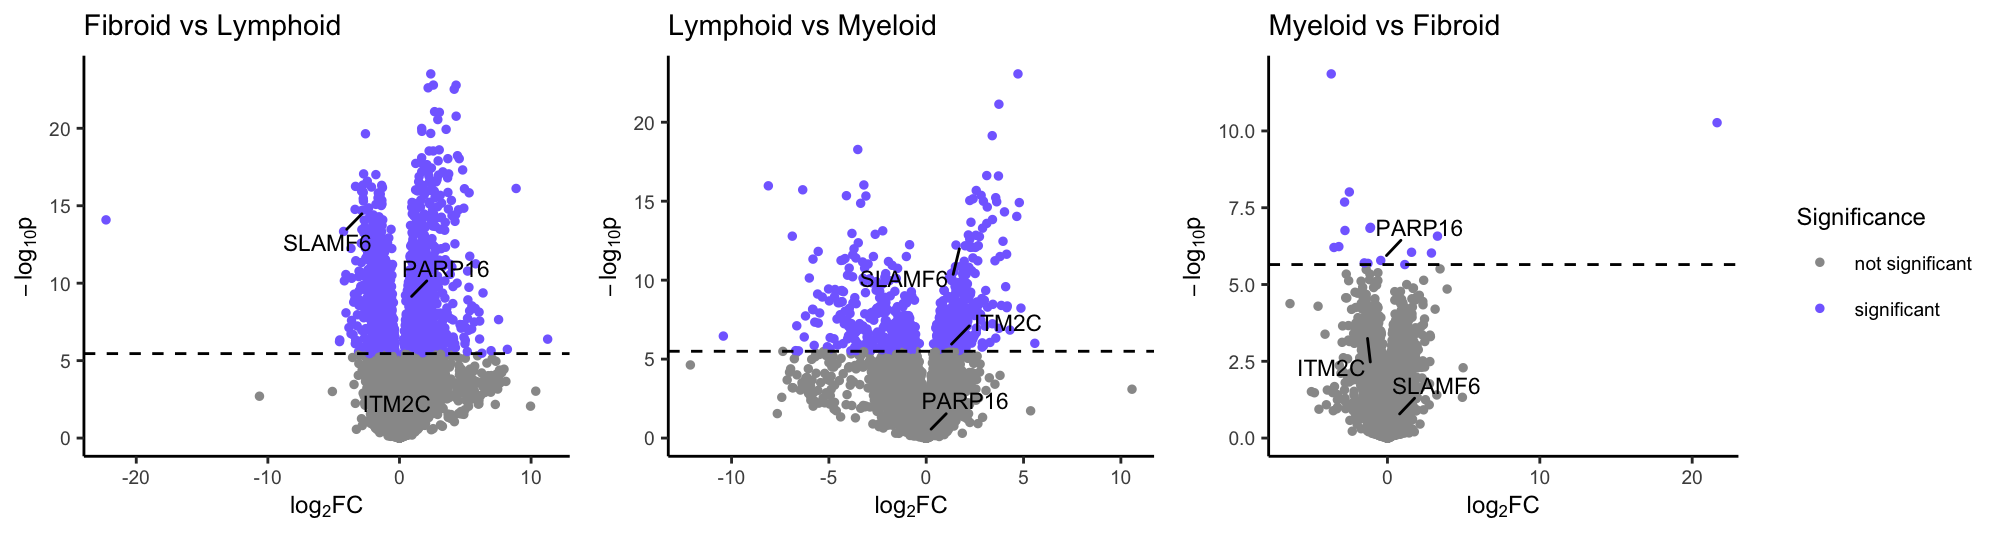 Fibroid vs Lymphoid
Lymphoid vs Myeloid
Myeloid vs Fibroid
20
15
10
5
0
−log₁₀p
SLAMF6
PARP16
ITM2C
-20
-10
0
10
log₂FC
20
15
10
5
0
−log₁₀p
SLAMF6
ITM2C
PARP16
-10
-5
0
5
10
log₂FC
10.0
7.5
5.0
2.5
0.0
−log₁₀p
PARP16
ITM2C
SLAMF6
0
10
20
log₂FC
Significance
not significant
significant